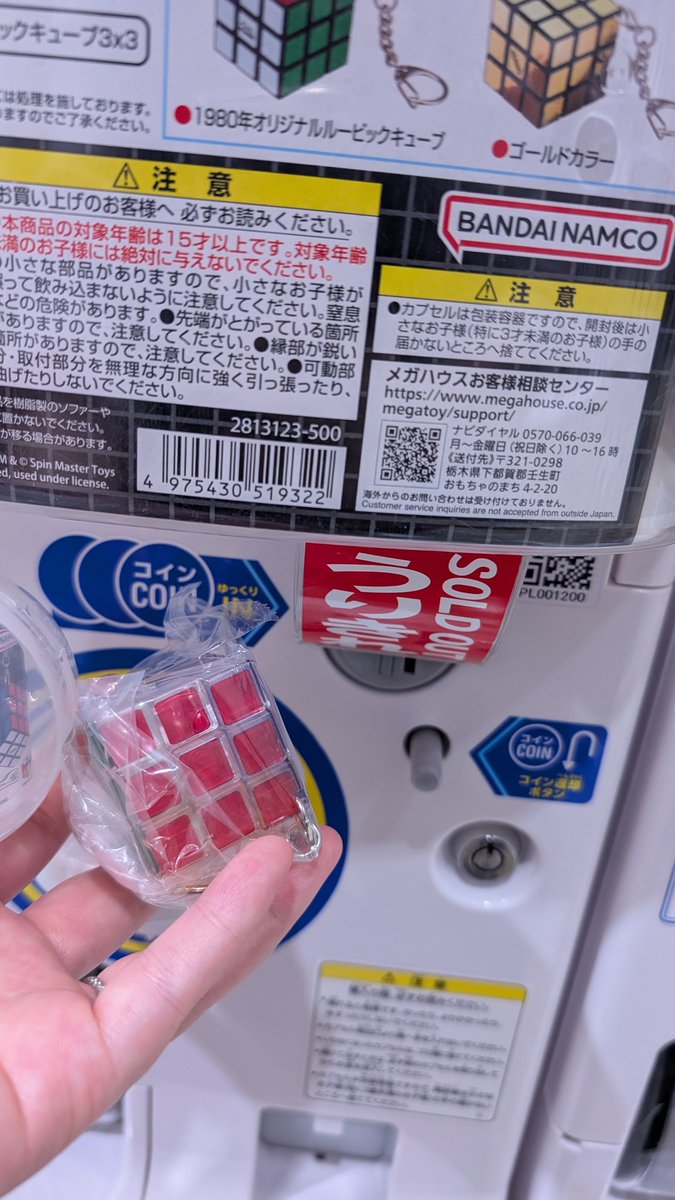 ックキューブ3x3
には処理を施しております。
ますのでご了承ください。
●1980年オリジナルルービックキューブ
●ゴールドカラー
注意
お買い上げのお客様へ 必ずお読みください。
本商品の対象年齢は15才以上です。対象年齢
未満のお子様には絶対に与えないでください。
小さな部品がありますので、小さなお子様が
って飲み込まないように注意してください。窒息
などの危険があります。●先端がとがっている箇所
がありますので、注意してください。●縁部が鋭い
箇所がありますので、注意してください。●可動部
分・取付部分を無理な方向に強く引っ張ったり、
曲げたりしないでください。
品を樹脂製のソファーや
に置かないでください。
が移る場合があります。
M & © Spin Master Toys
ed, used under license.
2813123-500
4 975430 519322
BANDAI NAMCO
注意
●カプセルは包装容器ですので、開封後は小
さなお子様(特に3才未満のお子様)の手の
届かないところへ捨ててください。
メガハウスお客様相談センター
https://www.megahouse.co.jp/
megatoy/support/
ナビダイヤル 0570-066-039
月～金曜日(祝日除く)10～16時
《送付先》〒321-0298
栃木県下都賀郡壬生町
おもちゃのまち4-2-20
海外からのお問い合わせは受け付けておりません。
Customer service inquiries are not accepted from outside Japan.
コイン
COIN
ゆっくり
IN
SOLD OUT
うりき
PL001200
コイン
COIN
コイン返却
ボタン
注意